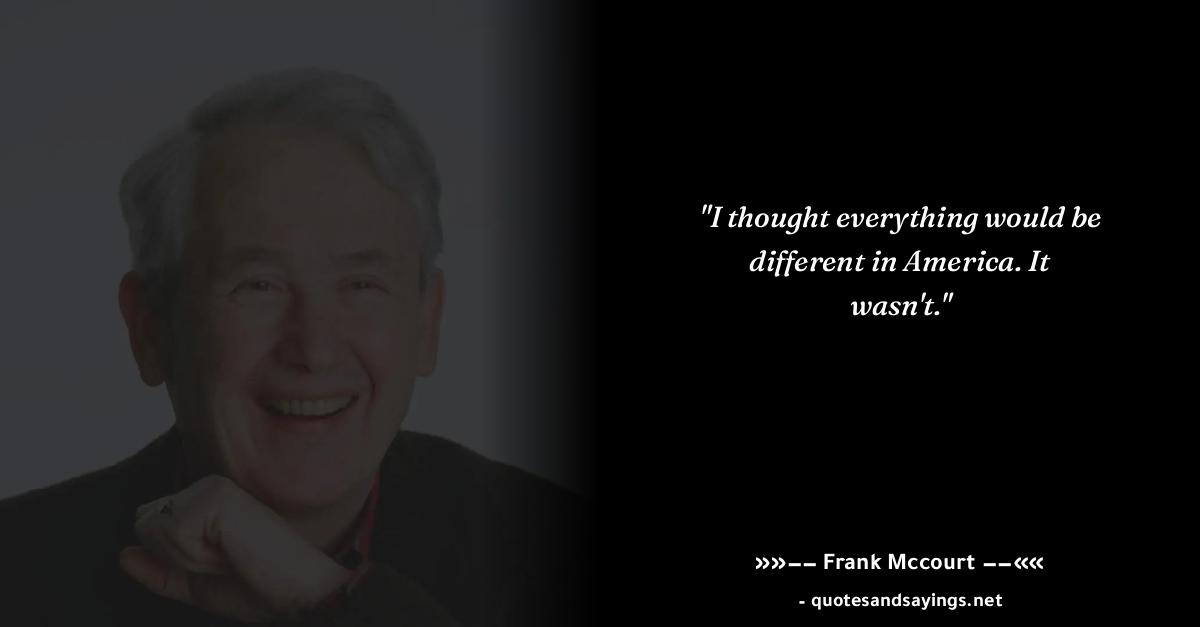 "I thought everything would be
different in America. It
wasn't."
»»−− Frank Mccourt −−««
- quotesandsayings.net